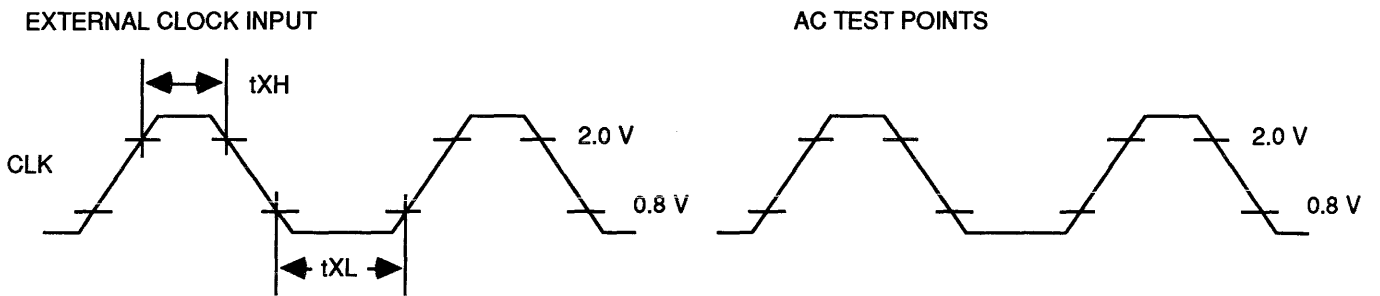 EXTERNAL CLOCK INPUT
AC TEST POINTS
tXH
2.0 V
2.0 V
CLK
0.8 V
0.8 V
tXL